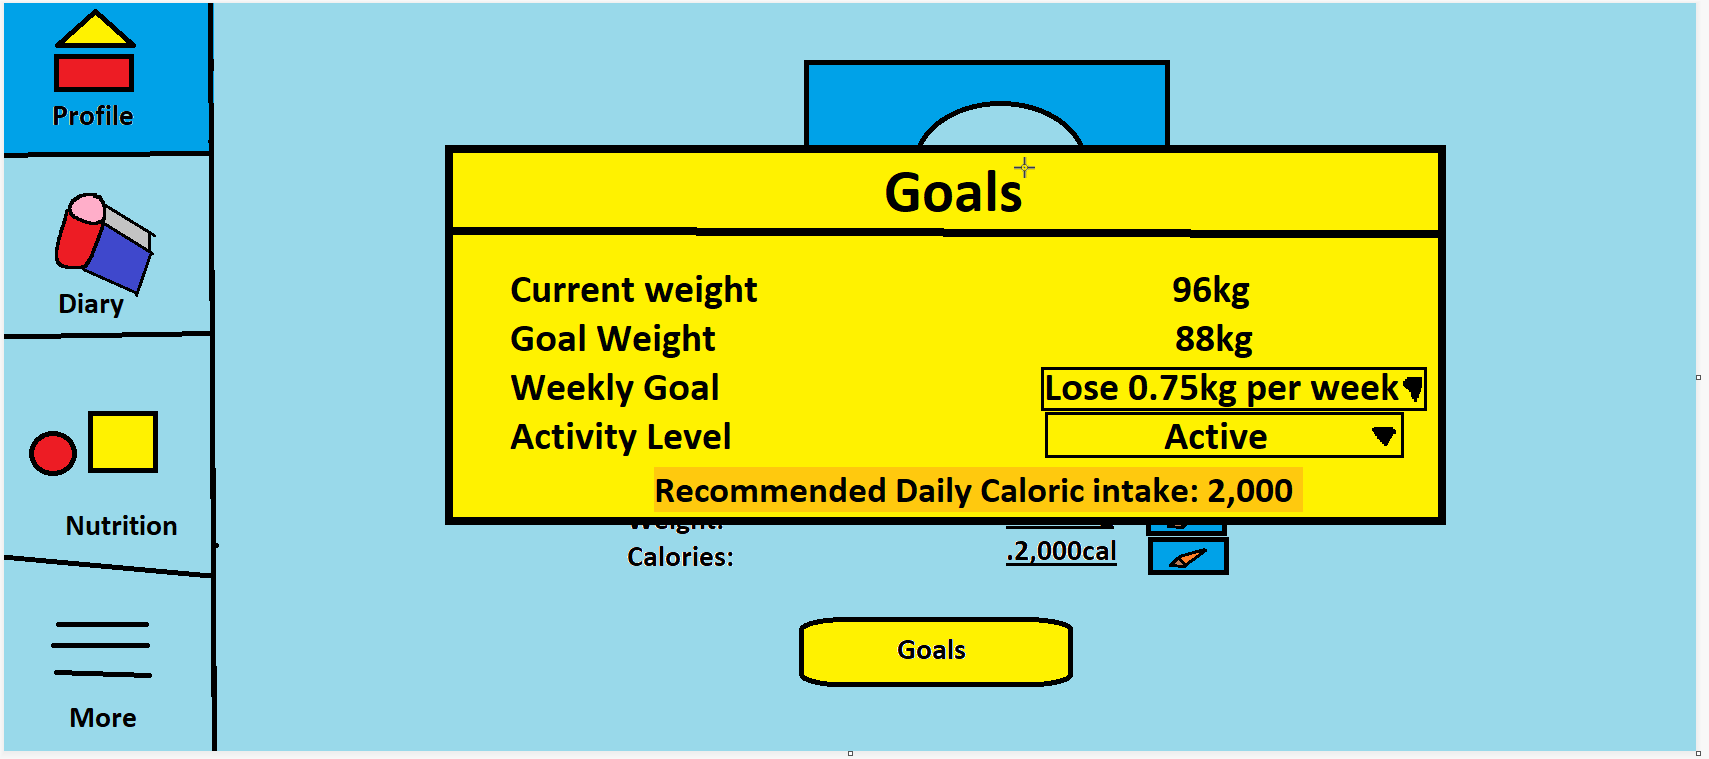 Profile
Diary
Nutrition
More
Goals
Current weight 96kg
Goal Weight 88kg
Weekly Goal Lose 0.75kg per week
Activity Level Active
Recommended Daily Caloric intake: 2,000
Weight:
Calories: .2,000cal
Goals